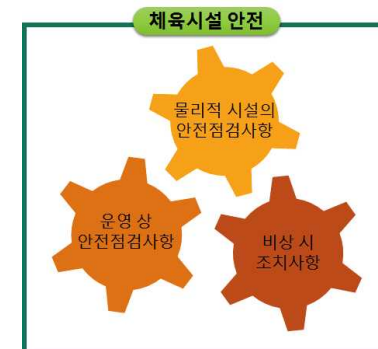 체육시설 안전
물리적 시설의
안전점검사항
운영 상
안전점검사항
비상 시
조치사항